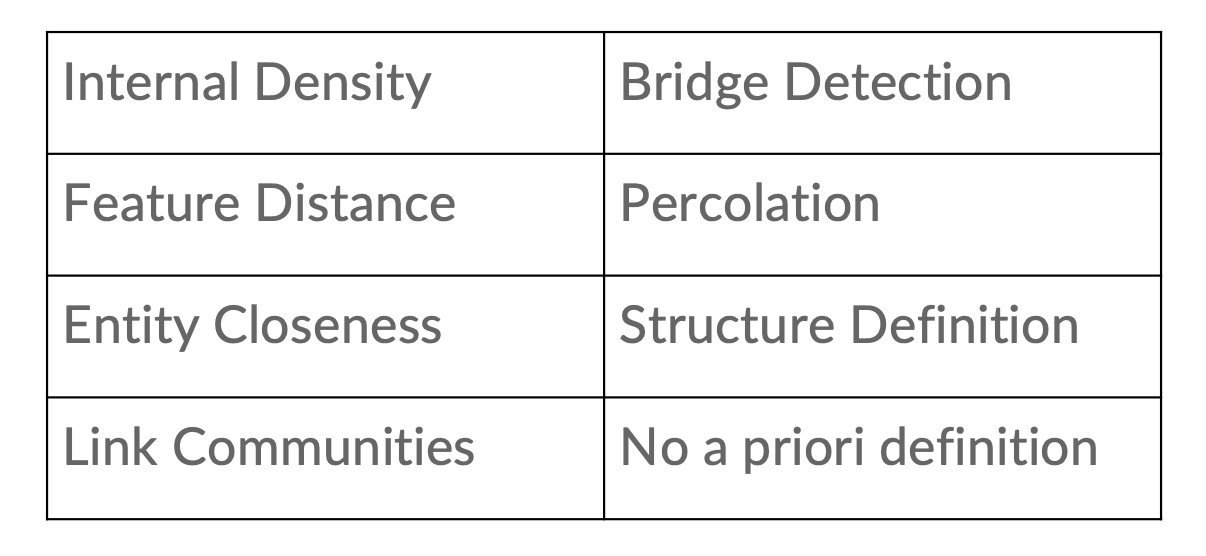 Internal Density
Bridge Detection
Feature Distance
Percolation
Entity Closeness
Structure Definition
Link Communities
No a priori definition